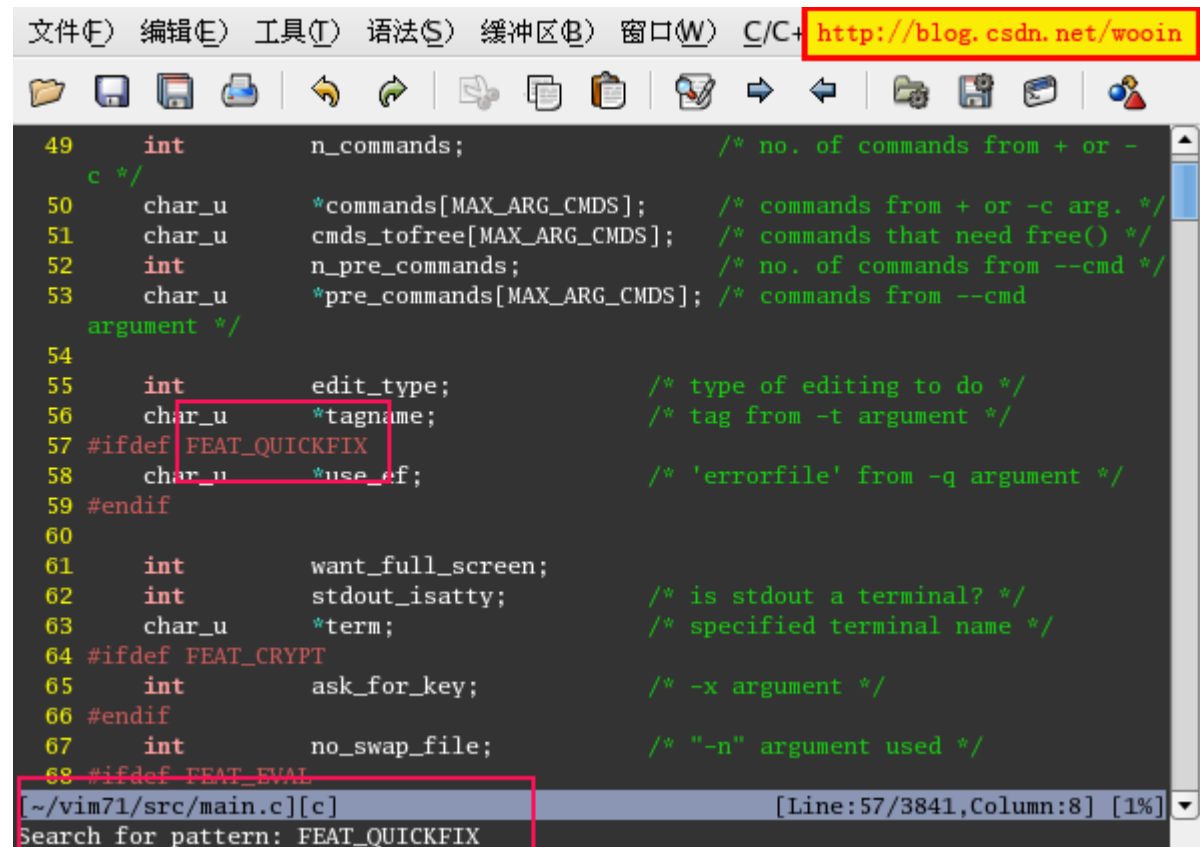 文件(F) 编辑(E) 工具(T) 语法(S) 缓冲区(B) 窗口(W) C/C+ http://blog.csdn.net/wooin
49 int n_commands; /* no. of commands from + or -
c */
50 char_u *commands[MAX_ARG_CMDS]; /* commands from + or -c arg. */
51 char_u cmds_tofree[MAX_ARG_CMDS]; /* commands that need free() */
52 int n_pre_commands; /* no. of commands from --cmd */
53 char_u *pre_commands[MAX_ARG_CMDS]; /* commands from --cmd
argument */
54
55 int edit_type; /* type of editing to do */
56 char_u *tagname; /* tag from -t argument */
57 #ifdef FEAT_QUICKFIX
58 char_u *use_ef; /* 'errorfile' from -q argument */
59 #endif
60
61 int want_full_screen;
62 int stdout_isatty; /* is stdout a terminal? */
63 char_u *term; /* specified terminal name */
64 #ifdef FEAT_CRYPT
65 int ask_for_key; /* -x argument */
66 #endif
67 int no_swap_file; /* "-n" argument used */
68 #ifdef FEAT_EVAL
[~/vim71/src/main.c][c] [Line:57/3841,Column:8] [1%]
Search for pattern: FEAT_QUICKFIX